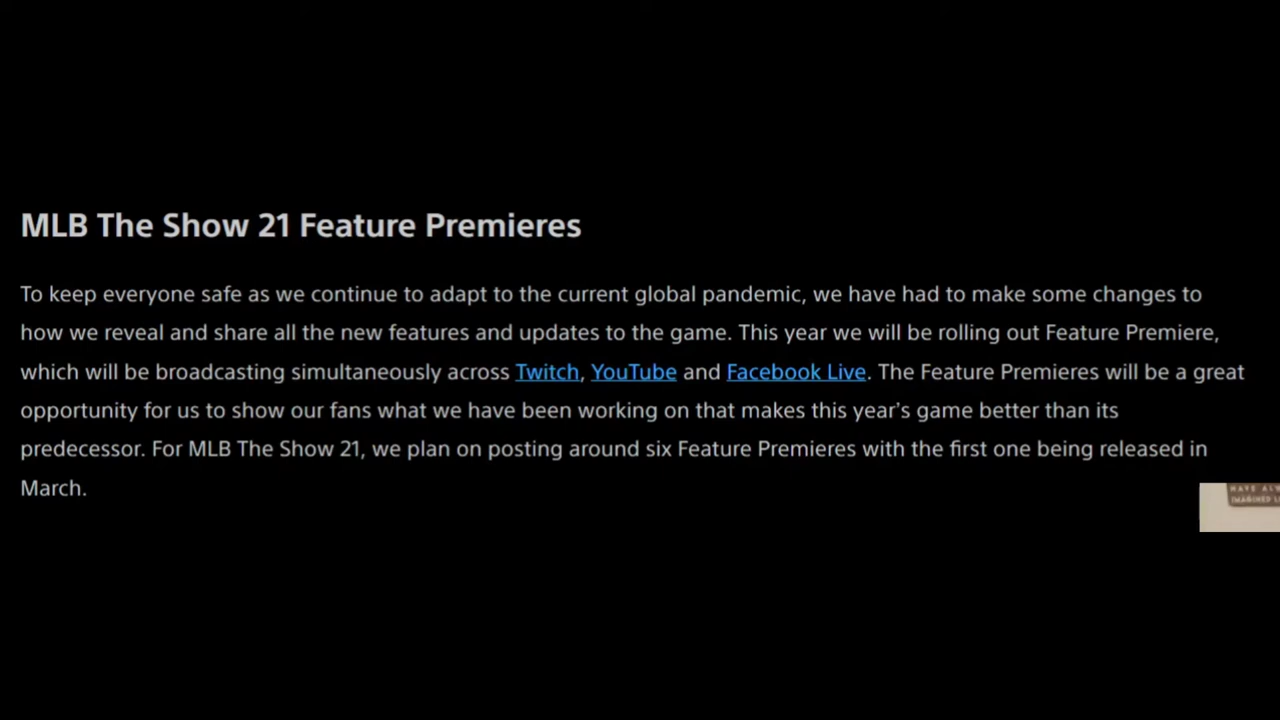 MLB The Show 21 Feature Premieres
To keep everyone safe as we continue to adapt to the current global pandemic, we have had to make some changes to
how we reveal and share all the new features and updates to the game. This year we will be rolling out Feature Premiere,
which will be broadcasting simultaneously across Twitch, YouTube and Facebook Live. The Feature Premieres will be a great
opportunity for us to show our fans what we have been working on that makes this year's game better than its
predecessor. For MLB The Show 21, we plan on posting around six Feature Premieres with the first one being released in
March.
HAVE
IMAGINED